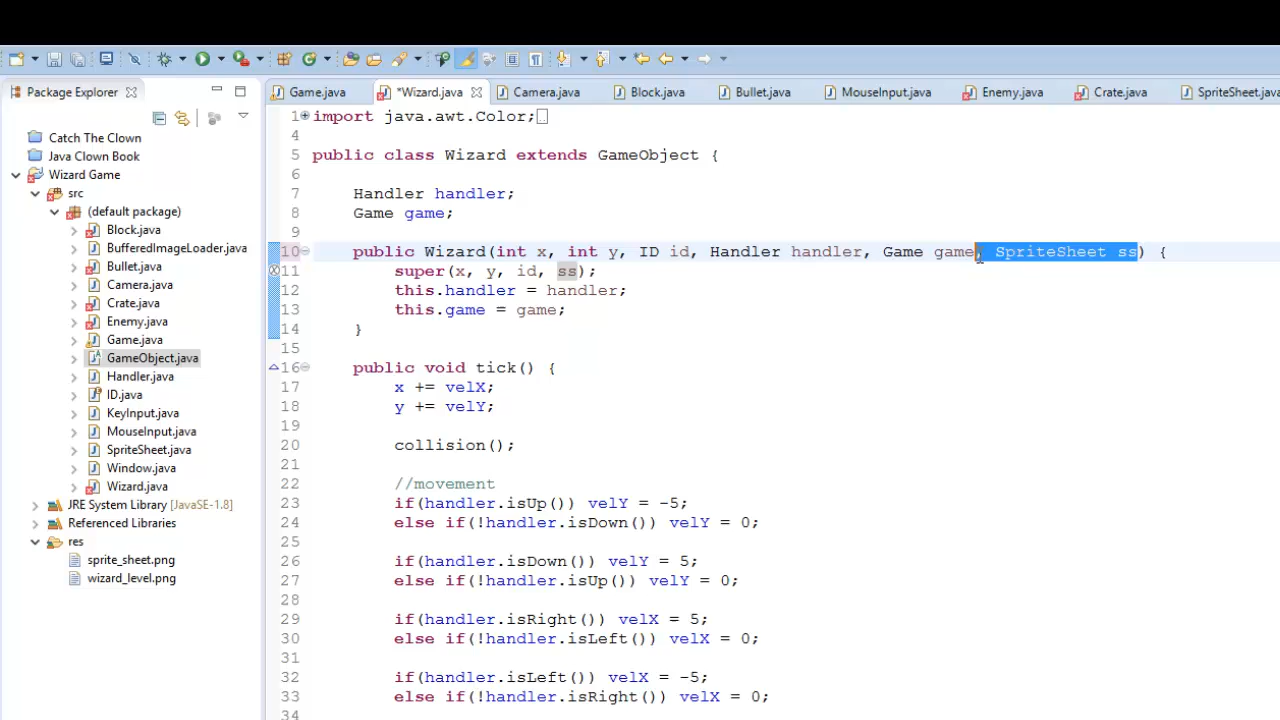 Package Explorer
Game.java
*Wizard.java
Camera.java
Block.java
Bullet.java
MouseInput.java
Enemy.java
Crate.java
SpriteSheet.java
Catch The Clown
Java Clown Book
Wizard Game
src
(default package)
Block.java
BufferedImageLoader.java
Bullet.java
Camera.java
Crate.java
Enemy.java
Game.java
GameObject.java
Handler.java
ID.java
KeyInput.java
MouseInput.java
SpriteSheet.java
Window.java
Wizard.java
JRE System Library [JavaSE-1.8]
Referenced Libraries
res
sprite_sheet.png
wizard_level.png
1 import java.awt.Color;
4
5 public class Wizard extends GameObject {
6
7 Handler handler;
8 Game game;
9
10 public Wizard(int x, int y, ID id, Handler handler, Game game, SpriteSheet ss) {
11 super(x, y, id, ss);
12 this.handler = handler;
13 this.game = game;
14 }
15
16 public void tick() {
17 x += velX;
18 y += velY;
19
20 collision();
21
22 //movement
23 if(handler.isUp()) velY = -5;
24 else if(!handler.isDown()) velY = 0;
25
26 if(handler.isDown()) velY = 5;
27 else if(!handler.isUp()) velY = 0;
28
29 if(handler.isRight()) velX = 5;
30 else if(!handler.isLeft()) velX = 0;
31
32 if(handler.isLeft()) velX = -5;
33 else if(!handler.isRight()) velX = 0;
34